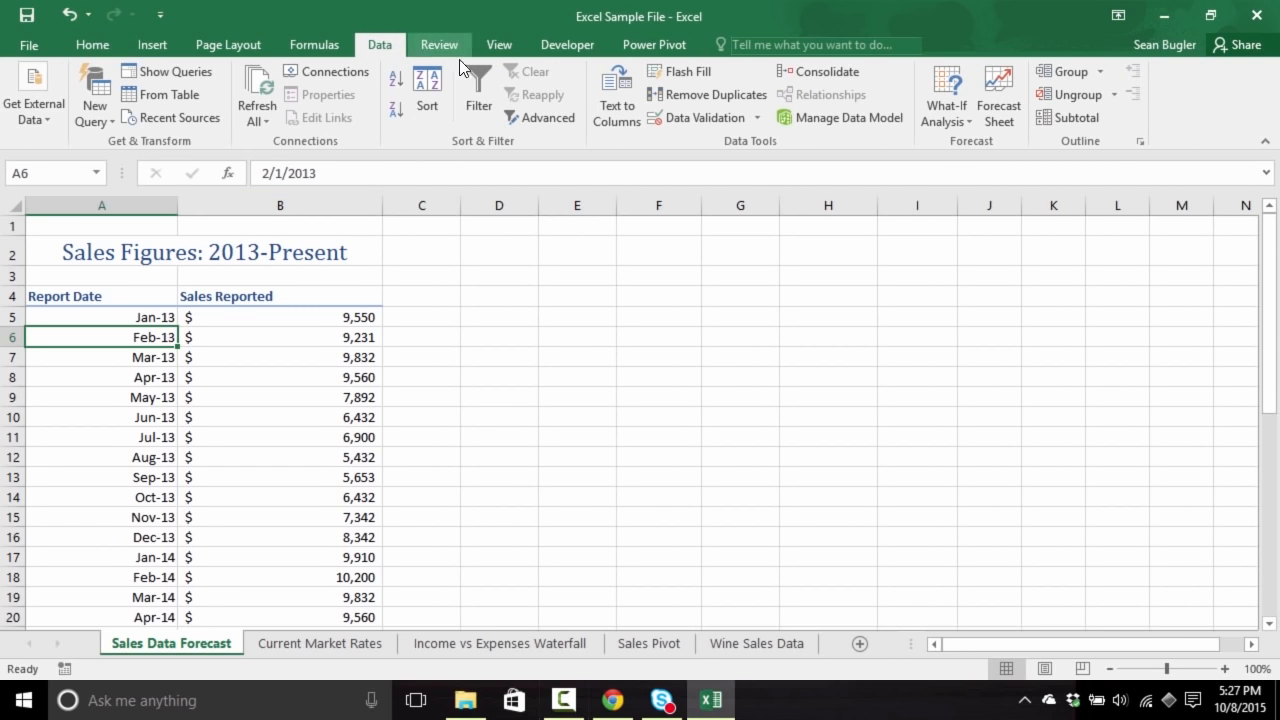 Excel Sample File - Excel
File Home Insert Page Layout Formulas Data Review View Developer Power Pivot Tell me what you want to do... Sean Bugler Share
Get External Data
New Query
Show Queries
From Table
Recent Sources
Get & Transform
Refresh All
Connections
Properties
Edit Links
Connections
Sort
Filter
Clear
Reapply
Advanced
Sort & Filter
Text to Columns
Flash Fill
Remove Duplicates
Data Validation
Consolidate
Relationships
Manage Data Model
Data Tools
What-If Analysis
Forecast Sheet
Forecast
Group
Ungroup
Subtotal
Outline
A6 fx 2/1/2013
A B C D E F G H I J K L M N
1
2 Sales Figures: 2013-Present
3
4 Report Date Sales Reported
5 Jan-13 $ 9,550
6 Feb-13 $ 9,231
7 Mar-13 $ 9,832
8 Apr-13 $ 9,560
9 May-13 $ 7,892
10 Jun-13 $ 6,432
11 Jul-13 $ 6,900
12 Aug-13 $ 5,432
13 Sep-13 $ 5,653
14 Oct-13 $ 6,432
15 Nov-13 $ 7,342
16 Dec-13 $ 8,342
17 Jan-14 $ 9,910
18 Feb-14 $ 10,200
19 Mar-14 $ 9,832
20 Apr-14 $ 9,560
Sales Data Forecast Current Market Rates Income vs Expenses Waterfall Sales Pivot Wine Sales Data
Ready 100%
Ask me anything 5:27 PM
10/8/2015